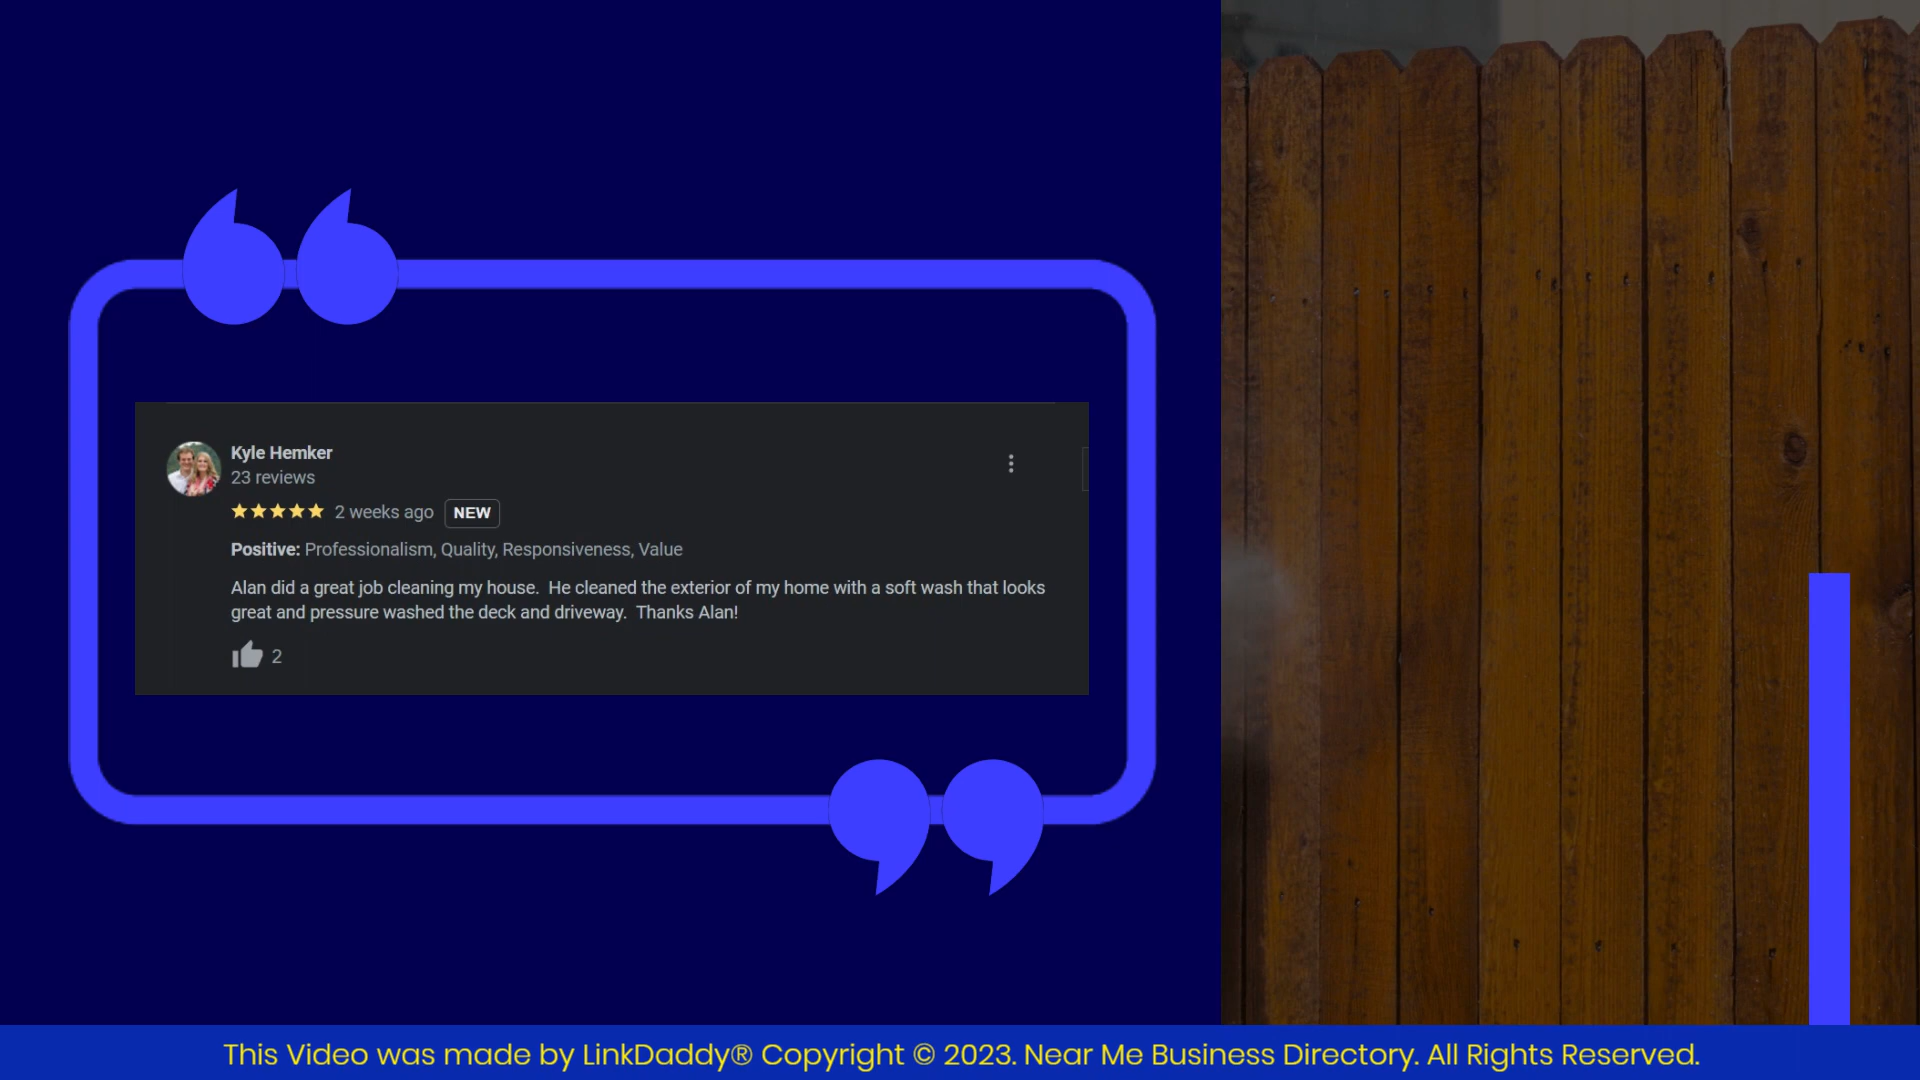 Kyle Hemker
23 reviews
2 weeks ago NEW
Positive: Professionalism, Quality, Responsiveness, Value
Alan did a great job cleaning my house. He cleaned the exterior of my home with a soft wash that looks
great and pressure washed the deck and driveway. Thanks Alan!
2
This Video was made by LinkDaddy® Copyright © 2023. Near Me Business Directory. All Rights Reserved.